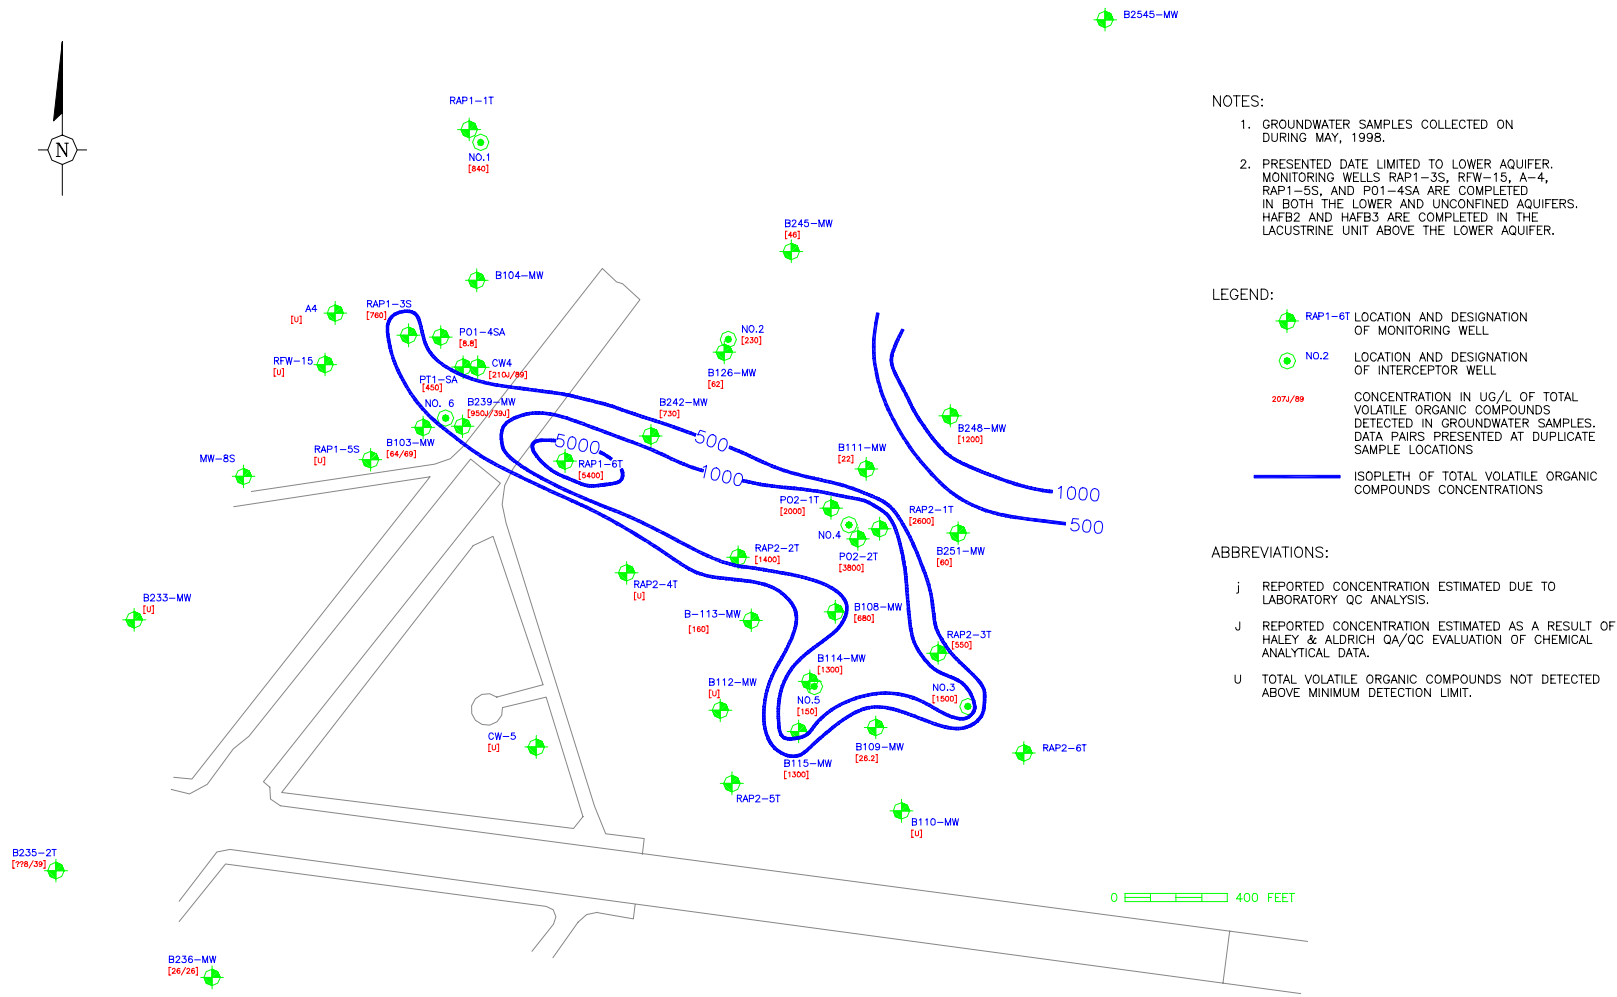 B2545-MW
N
RAP1-1T
NO.1
[840]
B245-MW
[46]
B104-MW
A4
[U]
RAP1-3S
[760]
P01-4SA
[8.8]
RFW-15
[U]
CW4
[210J/89]
PT1-SA
[450]
NO.2
[230]
B126-MW
[62]
NO. 6
B239-MW
[950J/39J]
B242-MW
[730]
B103-MW
[64/69]
RAP1-5S
[U]
MW-8S
5000
500
1000
RAP1-6T
[5400]
B111-MW
[22]
B248-MW
[1200]
1000
500
PO2-1T
[2000]
NO.4
PO2-2T
[3800]
RAP2-1T
[2600]
B251-MW
[60]
RAP2-2T
[1400]
RAP2-4T
[U]
B-113-MW
[160]
B108-MW
[680]
RAP2-3T
[550]
B233-MW
[U]
B114-MW
[1300]
NO.5
[150]
B112-MW
[U]
NO.3
[1500]
CW-5
[U]
B109-MW
[26.2]
B115-MW
[1300]
RAP2-6T
RAP2-5T
B110-MW
[U]
B235-2T
[??8/39]
B236-MW
[26/26]
0 400 FEET
NOTES:
1. GROUNDWATER SAMPLES COLLECTED ON
DURING MAY, 1998.
2. PRESENTED DATE LIMITED TO LOWER AQUIFER.
MONITORING WELLS RAP1-3S, RFW-15, A-4,
RAP1-5S, AND P01-4SA ARE COMPLETED
IN BOTH THE LOWER AND UNCONFINED AQUIFERS.
HAFB2 AND HAFB3 ARE COMPLETED IN THE
LACUSTRINE UNIT ABOVE THE LOWER AQUIFER.
LEGEND:
RAP1-6T LOCATION AND DESIGNATION
OF MONITORING WELL
NO.2 LOCATION AND DESIGNATION
OF INTERCEPTOR WELL
207J/89 CONCENTRATION IN UG/L OF TOTAL
VOLATILE ORGANIC COMPOUNDS
DETECTED IN GROUNDWATER SAMPLES.
DATA PAIRS PRESENTED AT DUPLICATE
SAMPLE LOCATIONS
ISOPLETH OF TOTAL VOLATILE ORGANIC
COMPOUNDS CONCENTRATIONS
ABBREVIATIONS:
j REPORTED CONCENTRATION ESTIMATED DUE TO
LABORATORY QC ANALYSIS.
J REPORTED CONCENTRATION ESTIMATED AS A RESULT OF
HALEY & ALDRICH QA/QC EVALUATION OF CHEMICAL
ANALYTICAL DATA.
U TOTAL VOLATILE ORGANIC COMPOUNDS NOT DETECTED
ABOVE MINIMUM DETECTION LIMIT.